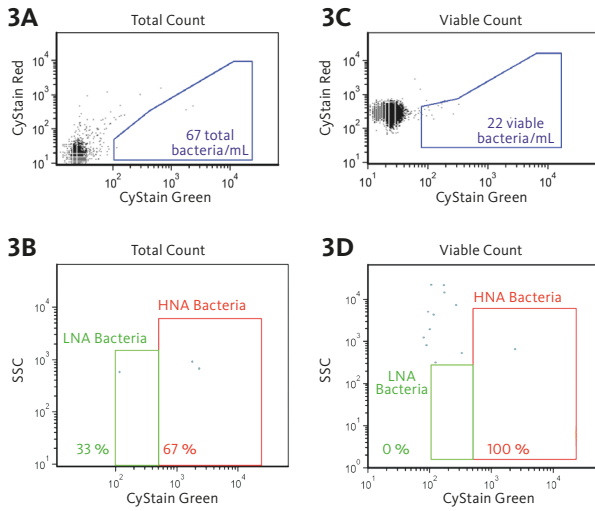 3A
Total Count
CyStain Red
10⁴
10³
10²
10¹
67 total
bacteria/mL
10² 10³ 10⁴
CyStain Green
3C
Viable Count
CyStain Red
10⁴
10³
10²
10¹
22 viable
bacteria/mL
10¹ 10² 10³ 10⁴
CyStain Green
3B
Total Count
SSC
10⁴
10³
10²
10¹
HNA Bacteria
LNA Bacteria
33 %
67 %
10² 10³ 10⁴
CyStain Green
3D
Viable Count
SSC
10⁴
10³
10²
10¹
10⁰
HNA Bacteria
LNA
Bacteria
0 %
100 %
10¹ 10² 10³ 10⁴
CyStain Green